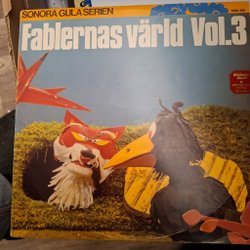 SONORA GULA SERIEN
Fablernas värld Vol.3